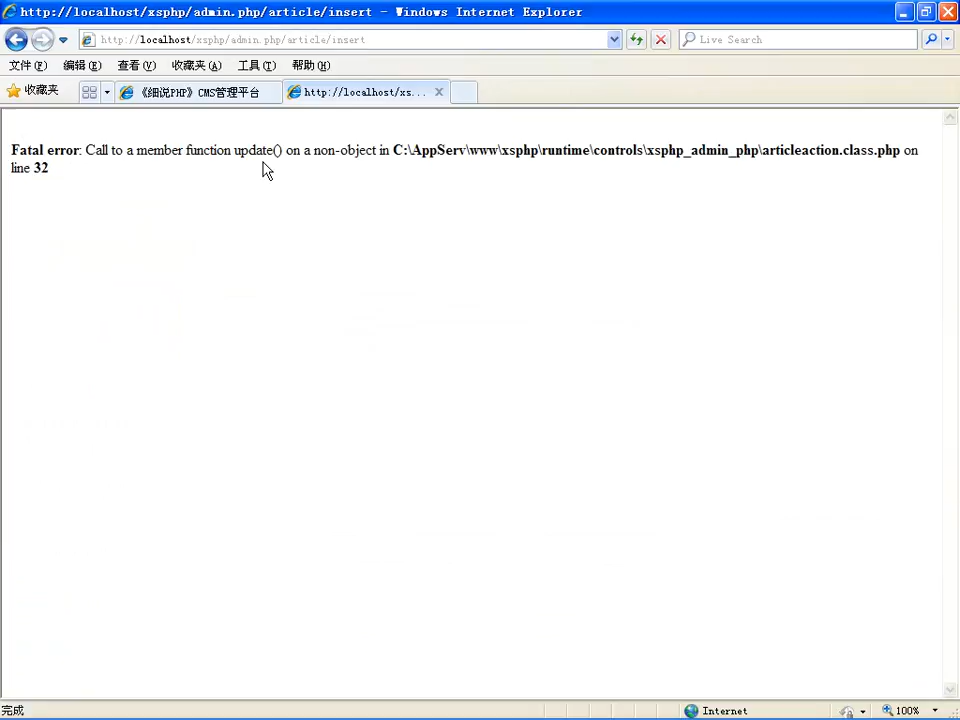 http://localhost/xsphp/admin.php/article/insert - Windows Internet Explorer
http://localhost/xsphp/admin.php/article/insert
Live Search
文件(F) 编辑(E) 查看(V) 收藏夹(A) 工具(T) 帮助(H)
收藏夹 《细说PHP》CMS管理平台 http://localhost/xs...
Fatal error: Call to a member function update() on a non-object in C:\AppServ\www\xsphp\runtime\controls\xsphp_admin_php\articleaction.class.php on
line 32
完成 Internet 100%